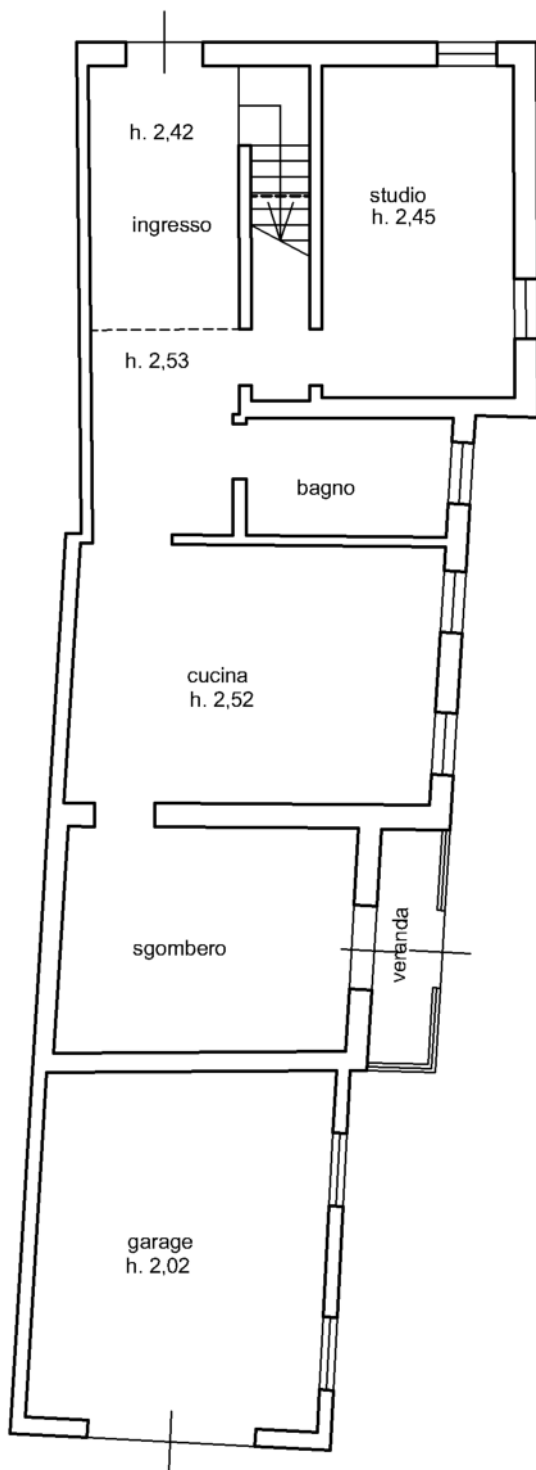 h. 2,42
ingresso
studio
h. 2,45
h. 2,53
bagno
cucina
h. 2,52
sgombero
veranda
garage
h. 2,02